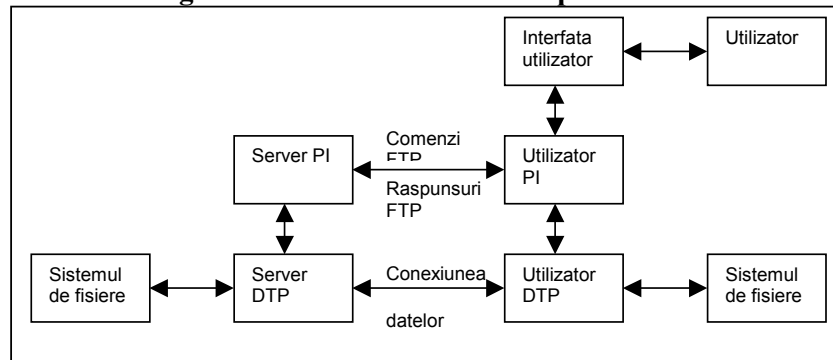 Interfata
utilizator
Utilizator
Server PI
Comenzi
FTP
Raspunsuri
FTP
Utilizator
PI
Sistemul
de fisiere
Server
DTP
Conexiunea
datelor
Utilizator
DTP
Sistemul
de fisiere